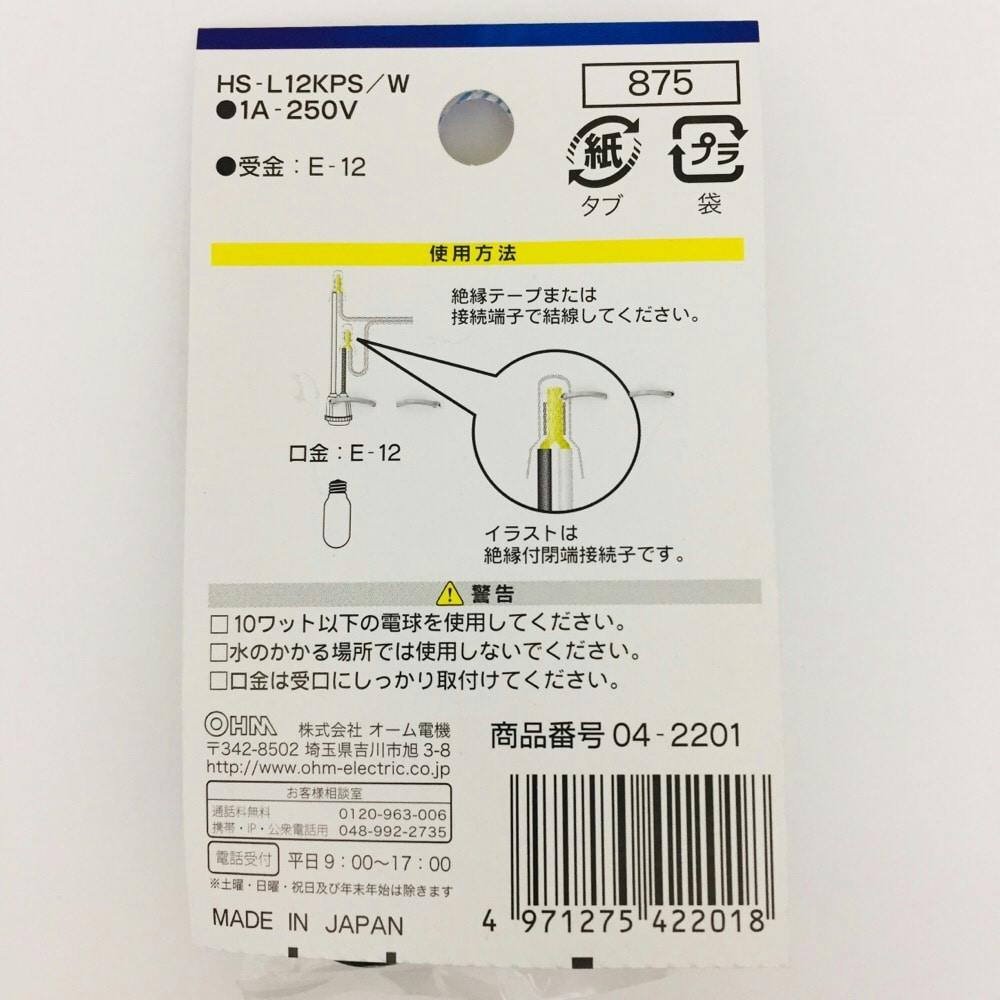 HS-L12KPS/W
●1A-250V
●受金：E-12
875
紙
タブ
プラ
袋
使用方法
絶縁テープまたは
接続端子で結線してください。
口金：E-12
イラストは
絶縁付閉端接続子です。
警告
□10ワット以下の電球を使用してください。
□水のかかる場所では使用しないでください。
□口金は受口にしっかり取付けてください。
OHM 株式会社 オーム電機
〒342-8502 埼玉県吉川市旭 3-8
http://www.ohm-electric.co.jp
お客様相談室
通話料無料 0120-963-006
携帯・IP・公衆電話用 048-992-2735
電話受付 平日9：00〜17：00
※土曜・日曜・祝日及び年末年始は除きます
MADE IN JAPAN
商品番号 04-2201
4 971275 422018